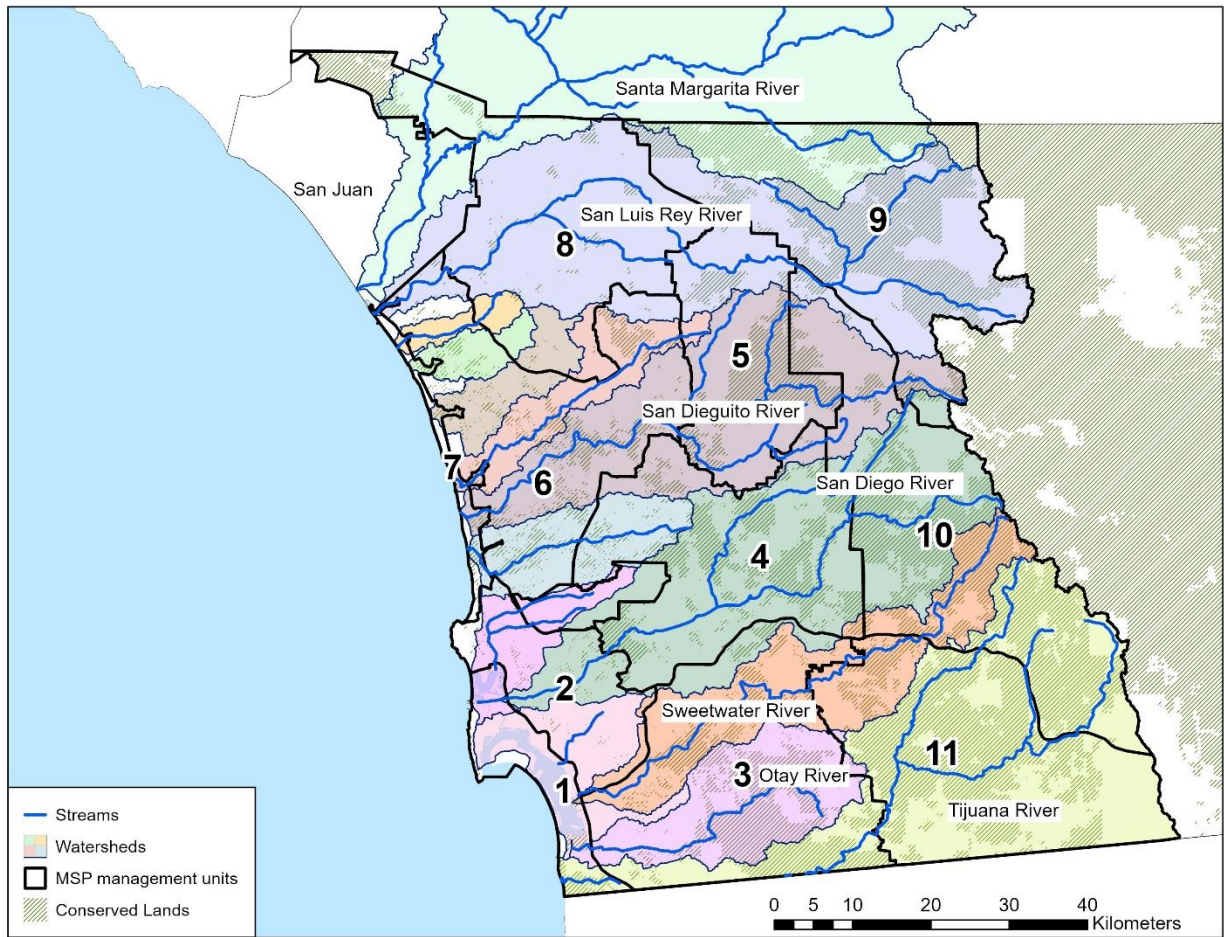 Santa Margarita River
San Juan
San Luis Rey River
9
8
5
San Dieguito River
7
6
San Diego River
10
4
2
Sweetwater River
3
Otay River
1
11
Tijuana River
Streams
Watersheds
MSP management units
Conserved Lands
0 5 10 20 30 40
Kilometers